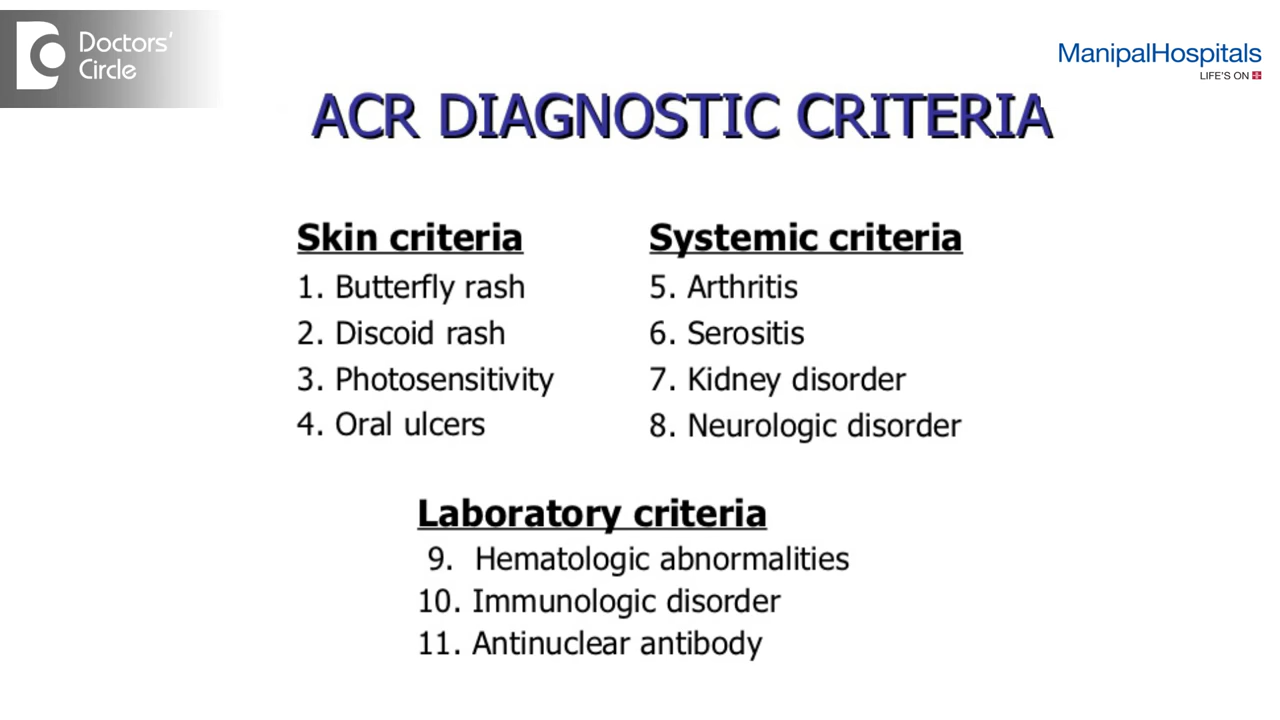 Doctors'
Circle
ManipalHospitals
LIFE'S ON
ACR DIAGNOSTIC CRITERIA
Skin criteria
1. Butterfly rash
2. Discoid rash
3. Photosensitivity
4. Oral ulcers
Systemic criteria
5. Arthritis
6. Serositis
7. Kidney disorder
8. Neurologic disorder
Laboratory criteria
9. Hematologic abnormalities
10. Immunologic disorder
11. Antinuclear antibody